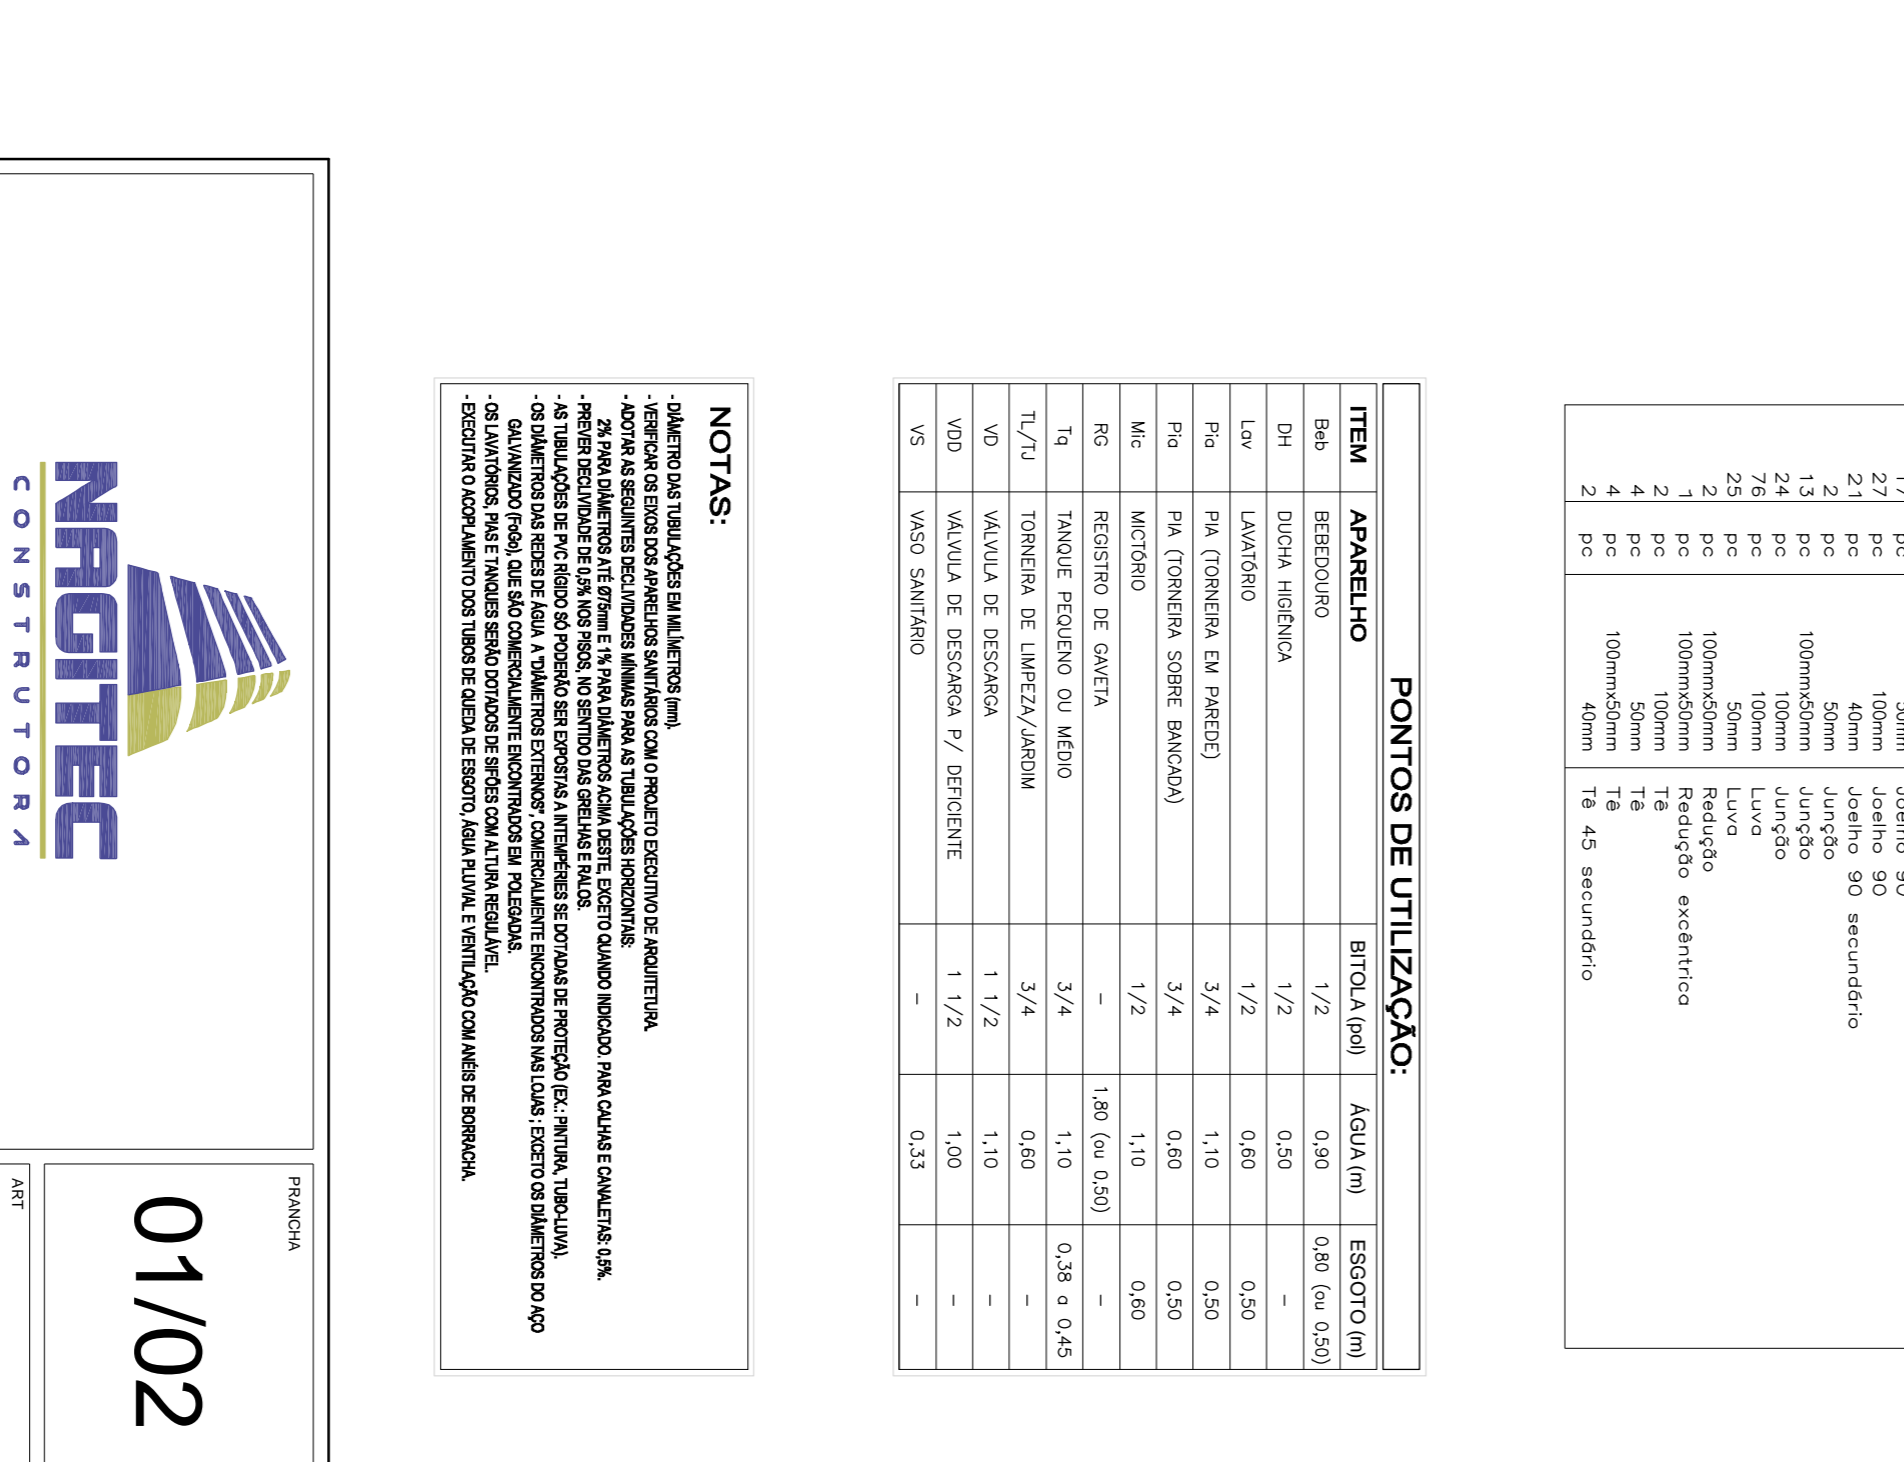 27 pc 100mm Joelho 90
21 pc 40mm Joelho 90 secundário
2 pc 50mm Junção
13 pc 100mmx50mm Junção
24 pc 100mm Junção
76 pc 100mm Luva
25 pc 50mm Luva
2 pc 100mmx50mm Redução
1 pc 100mmx50mm Redução excêntrica
2 pc 100mm Tê
4 pc 50mm Tê
4 pc 100mmx50mm Tê
2 pc 40mm Tê 45 secundário
PONTOS DE UTILIZAÇÃO:
ITEM APARELHO BITOLA (pol) ÁGUA (m) ESGOTO (m)
Beb BEBEDOURO 1/2 0,90 0,80 (ou 0,50)
DH DUCHA HIGIÊNICA 1/2 0,50 –
Lav LAVATÓRIO 1/2 0,60 0,50
Pia PIA (TORNEIRA EM PAREDE) 3/4 1,10 0,50
Pia PIA (TORNEIRA SOBRE BANCADA) 3/4 0,60 0,50
Mic MICTÓRIO 1/2 1,10 0,60
RG REGISTRO DE GAVETA – 1,80 (ou 0,50) –
Tq TANQUE PEQUENO OU MÉDIO 3/4 1,10 0,38 a 0,45
TL/TJ TORNEIRA DE LIMPEZA/JARDIM 3/4 0,60 –
VD VÁLVULA DE DESCARGA 1 1/2 1,10 –
VDD VÁLVULA DE DESCARGA P/ DEFICIENTE 1 1/2 1,00 –
VS VASO SANITÁRIO – 0,33 –
NOTAS:
- DIÂMETRO DAS TUBULAÇÕES EM MILÍMETROS (mm).
- VERIFICAR OS EIXOS DOS APARELHOS SANITÁRIOS COM O PROJETO EXECUTIVO DE ARQUITETURA.
- ADOTAR AS SEGUINTES DECLIVIDADES MÍNIMAS PARA AS TUBULAÇÕES HORIZONTAIS:
2% PARA DIÂMETROS ATÉ Ø75mm E 1% PARA DIÂMETROS ACIMA DESTE, EXCETO QUANDO INDICADO. PARA CALHAS E CANALETAS: 0,5%.
- PREVER DECLIVIDADE DE 0,5% NOS PISOS, NO SENTIDO DAS GRELHAS E RALOS.
- AS TUBULAÇÕES DE PVC RÍGIDO SÓ PODERÃO SER EXPOSTAS A INTEMPÉRIES SE DOTADAS DE PROTEÇÃO (EX.: PINTURA, TUBO-LUVA).
- OS DIÂMETROS DAS REDES DE ÁGUA A "DIÂMETROS EXTERNOS", COMERCIALMENTE ENCONTRADOS NAS LOJAS ; EXCETO OS DIÂMETROS DO AÇO
GALVANIZADO (FoGo), QUE SÃO COMERCIALMENTE ENCONTRADOS EM POLEGADAS.
- OS LAVATÓRIOS, PIAS E TANQUES SERÃO DOTADOS DE SIFÕES COM ALTURA REGULÁVEL.
- EXECUTAR O ACOPLAMENTO DOS TUBOS DE QUEDA DE ESGOTO, ÁGUA PLUVIAL E VENTILAÇÃO COM ANÉIS DE BORRACHA.
NAGITEC
CONSTRUTORA
PRANCHA
01/02
ART